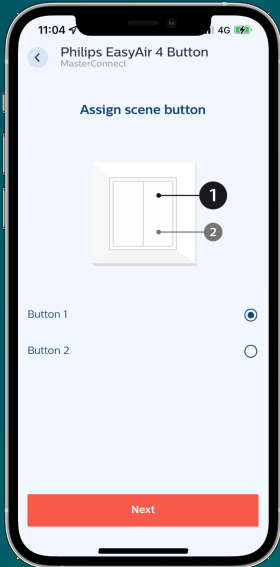 11:04
4G
Philips EasyAir 4 Button
MasterConnect
Assign scene button
1
2
Button 1
Button 2
Next